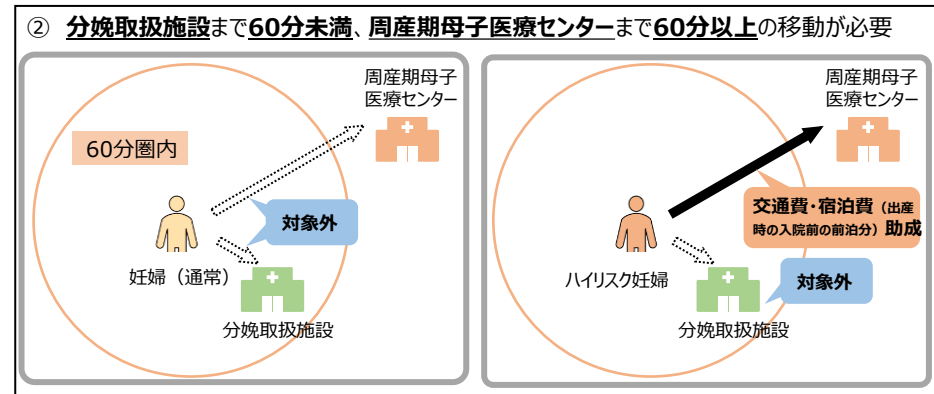 ② 分娩取扱施設まで60分未満、周産期母子医療センターまで60分以上の移動が必要
周産期母子
医療センター
60分圏内
対象外
妊婦（通常）
分娩取扱施設
周産期母子
医療センター
交通費・宿泊費（出産
時の入院前の前泊分）助成
ハイリスク妊婦
対象外
分娩取扱施設